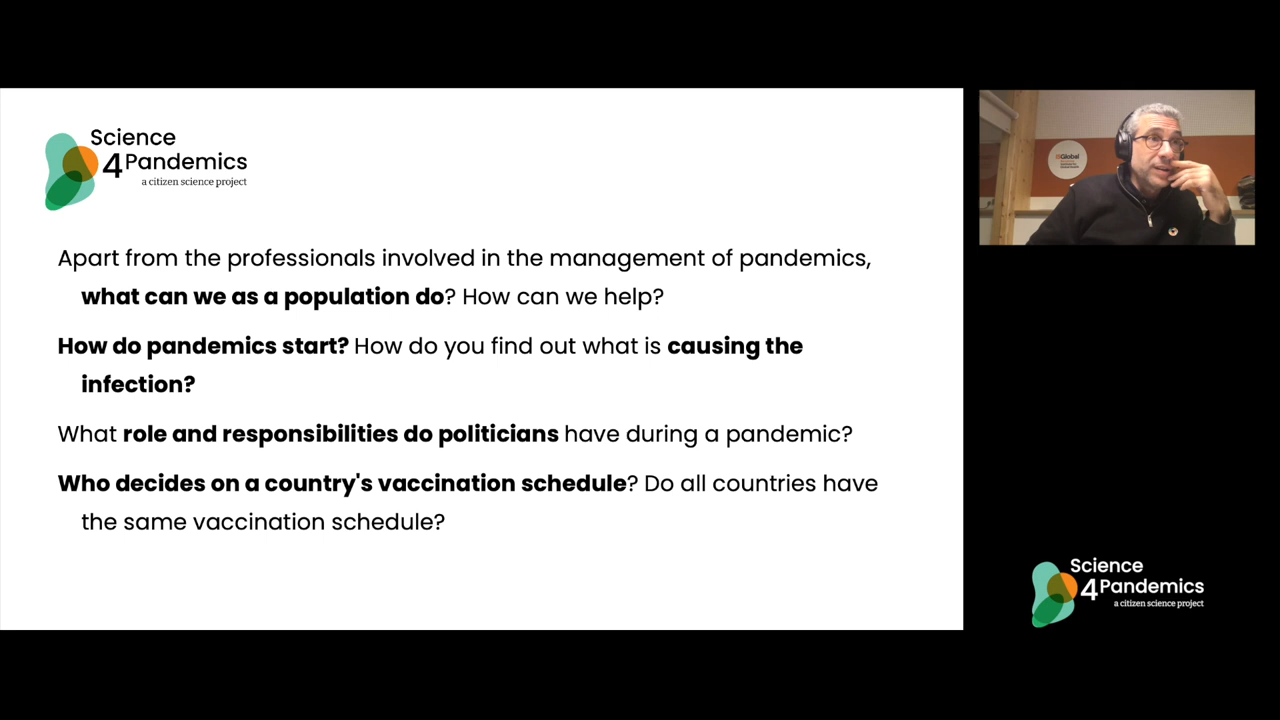 Science
4Pandemics
a citizen science project
Apart from the professionals involved in the management of pandemics,
what can we as a population do? How can we help?
How do pandemics start? How do you find out what is causing the
infection?
What role and responsibilities do politicians have during a pandemic?
Who decides on a country's vaccination schedule? Do all countries have
the same vaccination schedule?
ISGlobal
Science
4Pandemics
a citizen science project